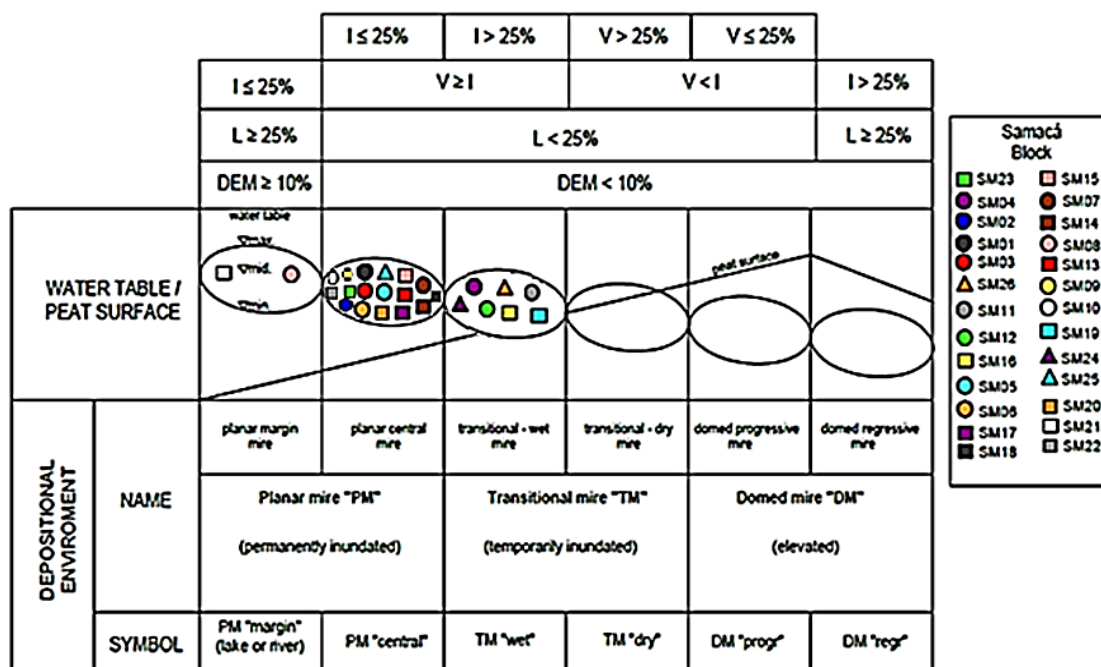 I ≤ 25%
I > 25%
V > 25%
V ≤ 25%
I ≤ 25%
V ≥ I
V < I
I > 25%
L ≥ 25%
L < 25%
L ≥ 25%
DEM ≥ 10%
DEM < 10%
WATER TABLE /
PEAT SURFACE
water table
max
mid.
min
peat surface
Samacá
Block
SM23
SM15
SM04
SM07
SM02
SM14
SM01
SM08
SM03
SM13
SM26
SM09
SM11
SM10
SM12
SM19
SM16
SM24
SM05
SM25
SM06
SM20
SM17
SM21
SM18
SM22
DEPOSITIONAL
ENVIROMENT
NAME
planar margin
mire
planar central
mire
transitional - wet
mire
transitional - dry
mire
domed progressive
mire
domed regressive
mire
Planar mire "PM"
(permanently inundated)
Transitional mire "TM"
(temporarily inundated)
Domed mire "DM"
(elevated)
SYMBOL
PM "margin"
(lake or river)
PM "central"
TM "wet"
TM "dry"
DM "progr"
DM "regr"